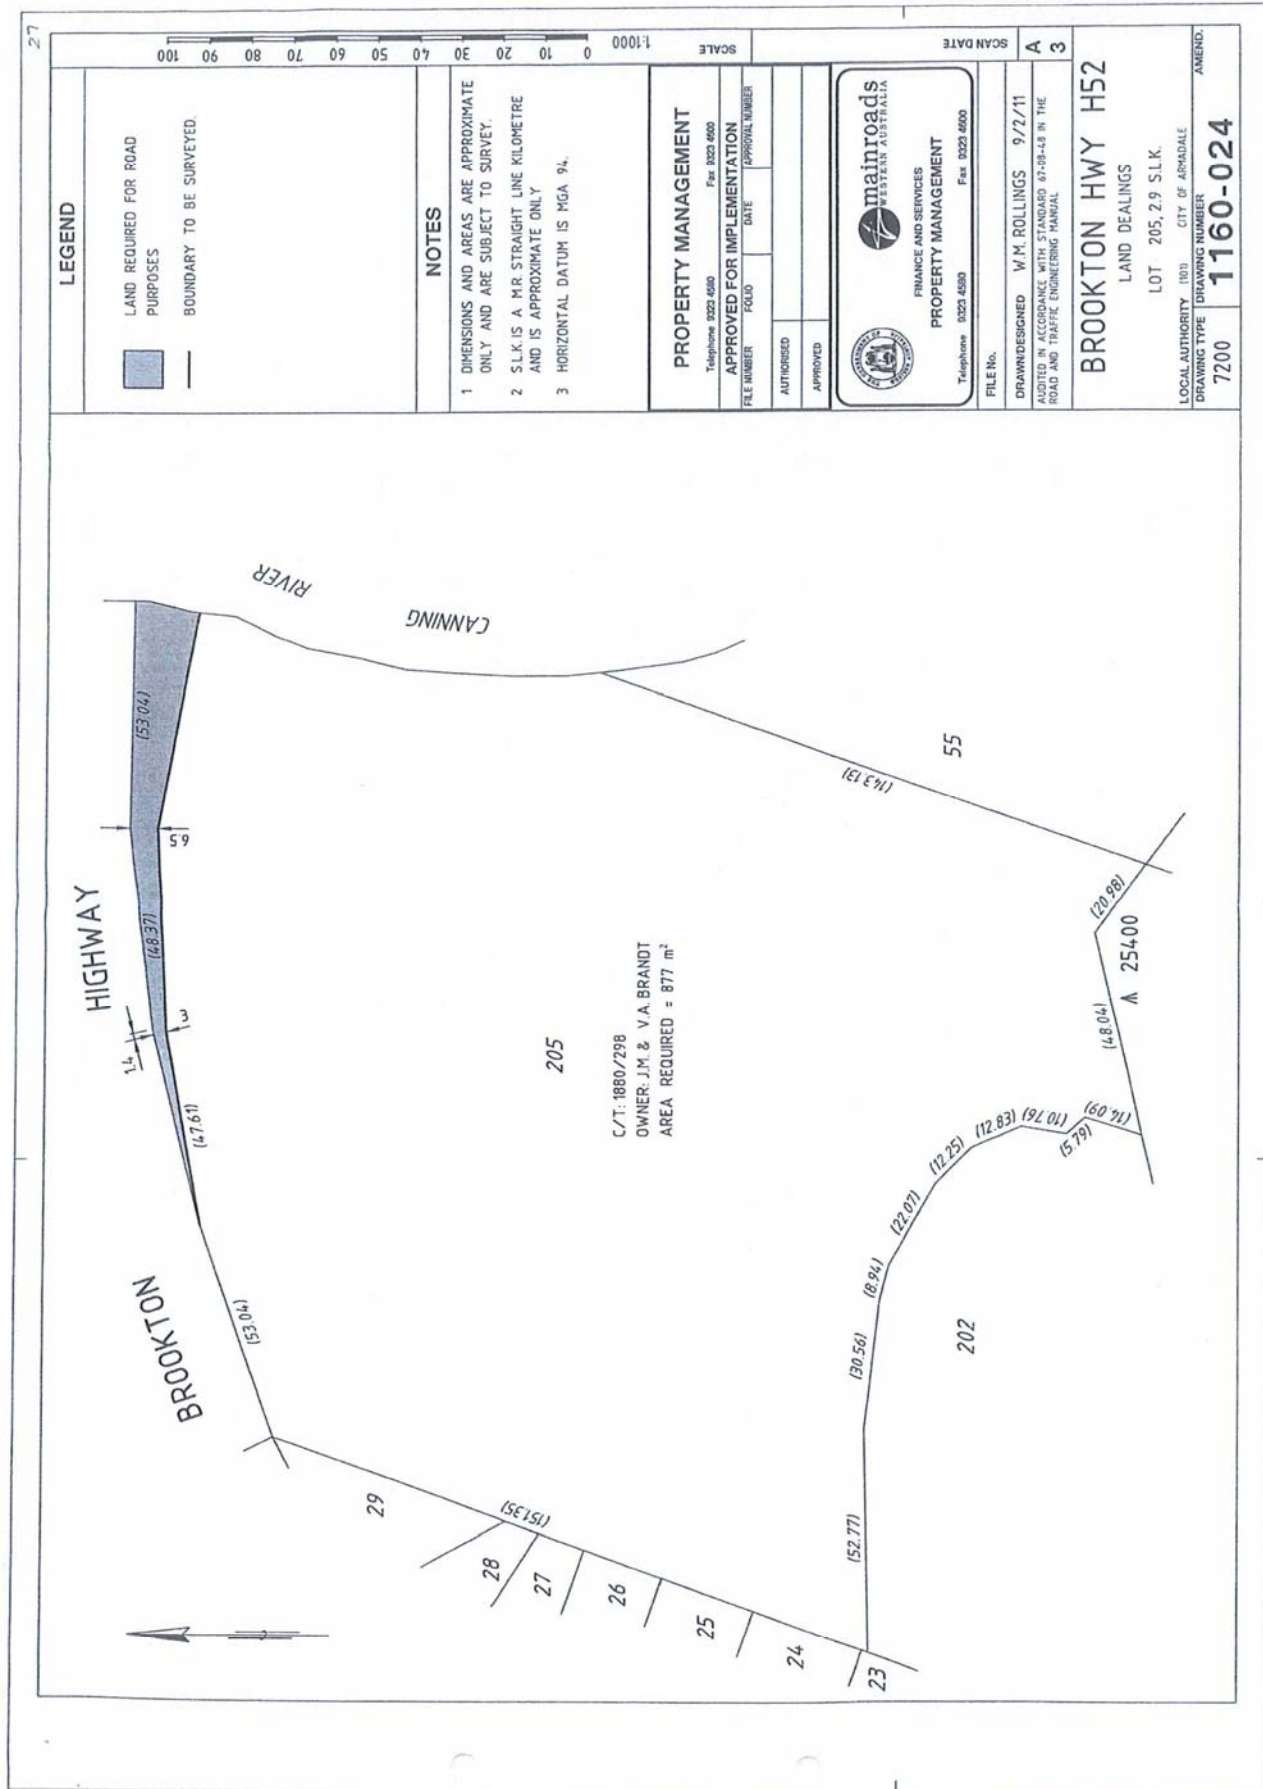 27
LEGEND
LAND REQUIRED FOR ROAD
PURPOSES
BOUNDARY TO BE SURVEYED.
NOTES
1 DIMENSIONS AND AREAS ARE APPROXIMATE
ONLY AND ARE SUBJECT TO SURVEY.
2 S.L.K. IS A M.R. STRAIGHT LINE KILOMETRE
AND IS APPROXIMATE ONLY
3 HORIZONTAL DATUM IS MGA 94.
100 90 80 70 60 50 40 30 20 10 0
1:1000
SCALE
SCAN DATE
PROPERTY MANAGEMENT
Telephone 9323 4580 Fax 9323 4600
APPROVED FOR IMPLEMENTATION
FILE NUMBER FOLIO DATE APPROVAL NUMBER
AUTHORISED
APPROVED
mainroads
WESTERN AUSTRALIA
FINANCE AND SERVICES
PROPERTY MANAGEMENT
Telephone 9323 4580 Fax 9323 4600
FILE No.
DRAWN/DESIGNED W.M. ROLLINGS 9/2/11
A
3
AUDITED IN ACCORDANCE WITH STANDARD 67-08-48 IN THE
ROAD AND TRAFFIC ENGINEERING MANUAL
BROOKTON HWY H52
LAND DEALINGS
LOT 205, 2.9 S.L.K.
LOCAL AUTHORITY (101) CITY OF ARMADALE
DRAWING TYPE DRAWING NUMBER AMEND.
7200 1160-024
BROOKTON HIGHWAY
(53.04)
(47.61)
1.4
3
(48.37)
6.5
(53.04)
CANNING RIVER
29
28
27
26
25
24
23
(151.35)
205
C/T: 1880/298
OWNER: J.M. & V.A. BRANDT
AREA REQUIRED = 877 m²
(143.13)
55
(52.77)
(30.56)
(8.94)
(22.07)
(12.25)
(12.83)
(10.76)
(5.79)
(14.09)
(48.04)
(20.98)
202
25400